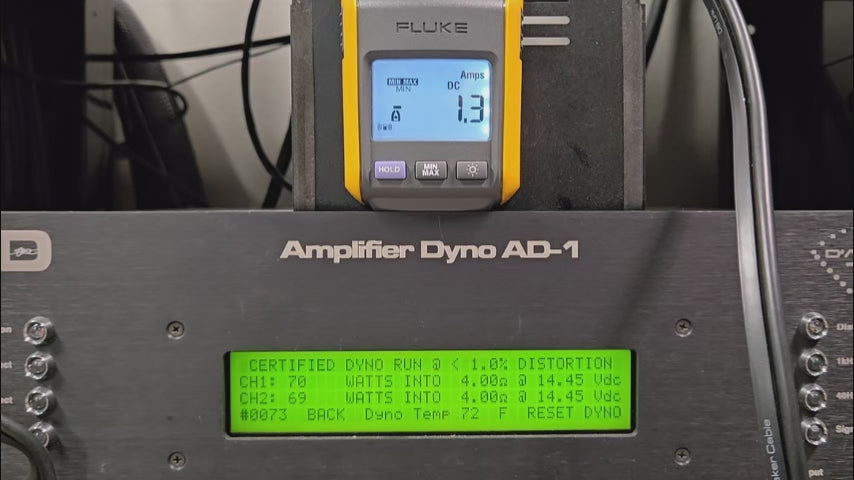 FLUKE
Amps
MIN MAX
DC
MIN
1.3
HOLD
MIN MAX
Amplifier Dyno AD-1
CERTIFIED DYNO RUN @ < 1.0% DISTORTION
CH1: 70 WATTS INTO 4.00Ω @ 14.45 Vdc
CH2: 69 WATTS INTO 4.00Ω @ 14.45 Vdc
#0073 BACK Dyno Temp 72 F RESET DYNO